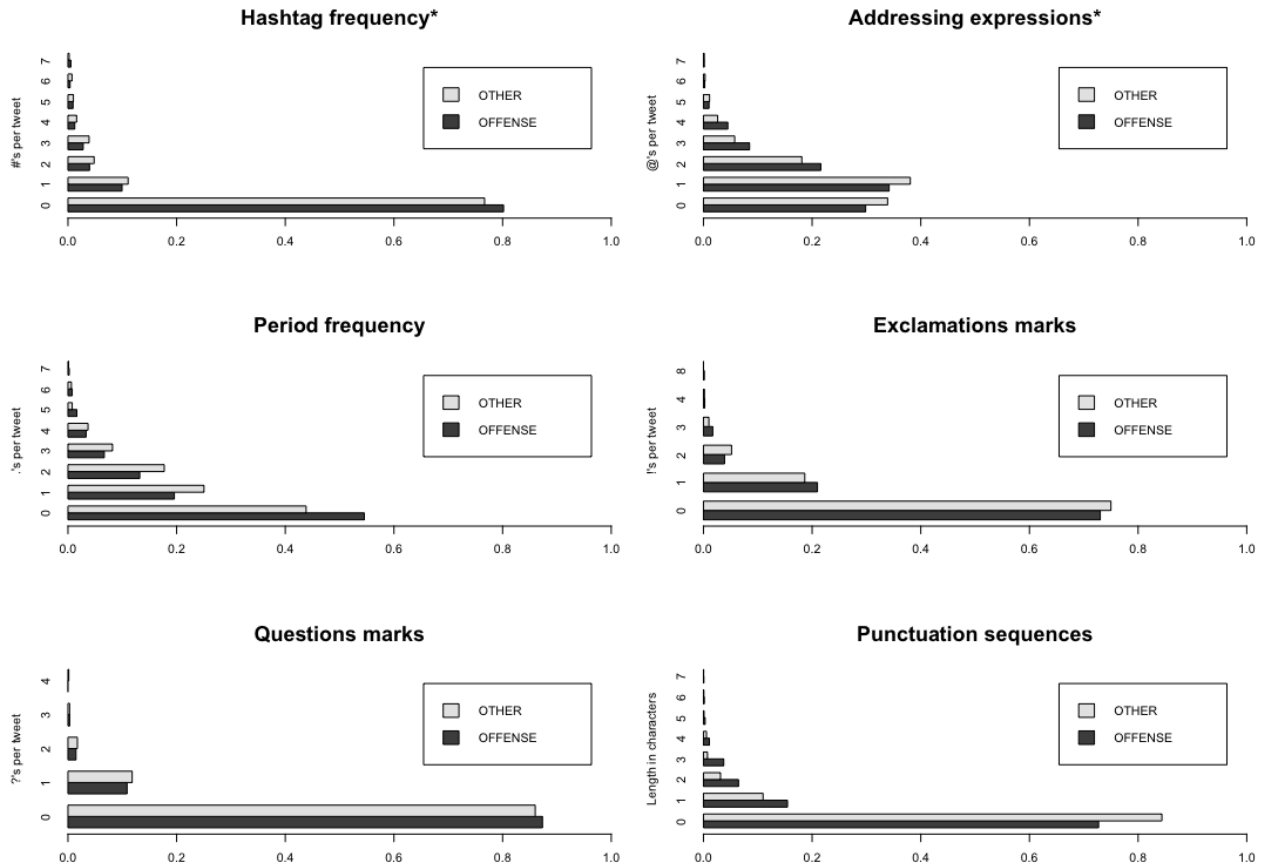 Hashtag frequency*
#'s per tweet
7
6
5
4
3
2
1
0
OTHER
OFFENSE
0.0 0.2 0.4 0.6 0.8 1.0
Addressing expressions*
@'s per tweet
7
6
5
4
3
2
1
0
OTHER
OFFENSE
0.0 0.2 0.4 0.6 0.8 1.0
Period frequency
.'s per tweet
7
6
5
4
3
2
1
0
OTHER
OFFENSE
0.0 0.2 0.4 0.6 0.8 1.0
Exclamations marks
!'s per tweet
8
4
3
2
1
0
OTHER
OFFENSE
0.0 0.2 0.4 0.6 0.8 1.0
Questions marks
?'s per tweet
4
3
2
1
0
OTHER
OFFENSE
0.0 0.2 0.4 0.6 0.8 1.0
Punctuation sequences
Length in characters
7
6
5
4
3
2
1
0
OTHER
OFFENSE
0.0 0.2 0.4 0.6 0.8 1.0